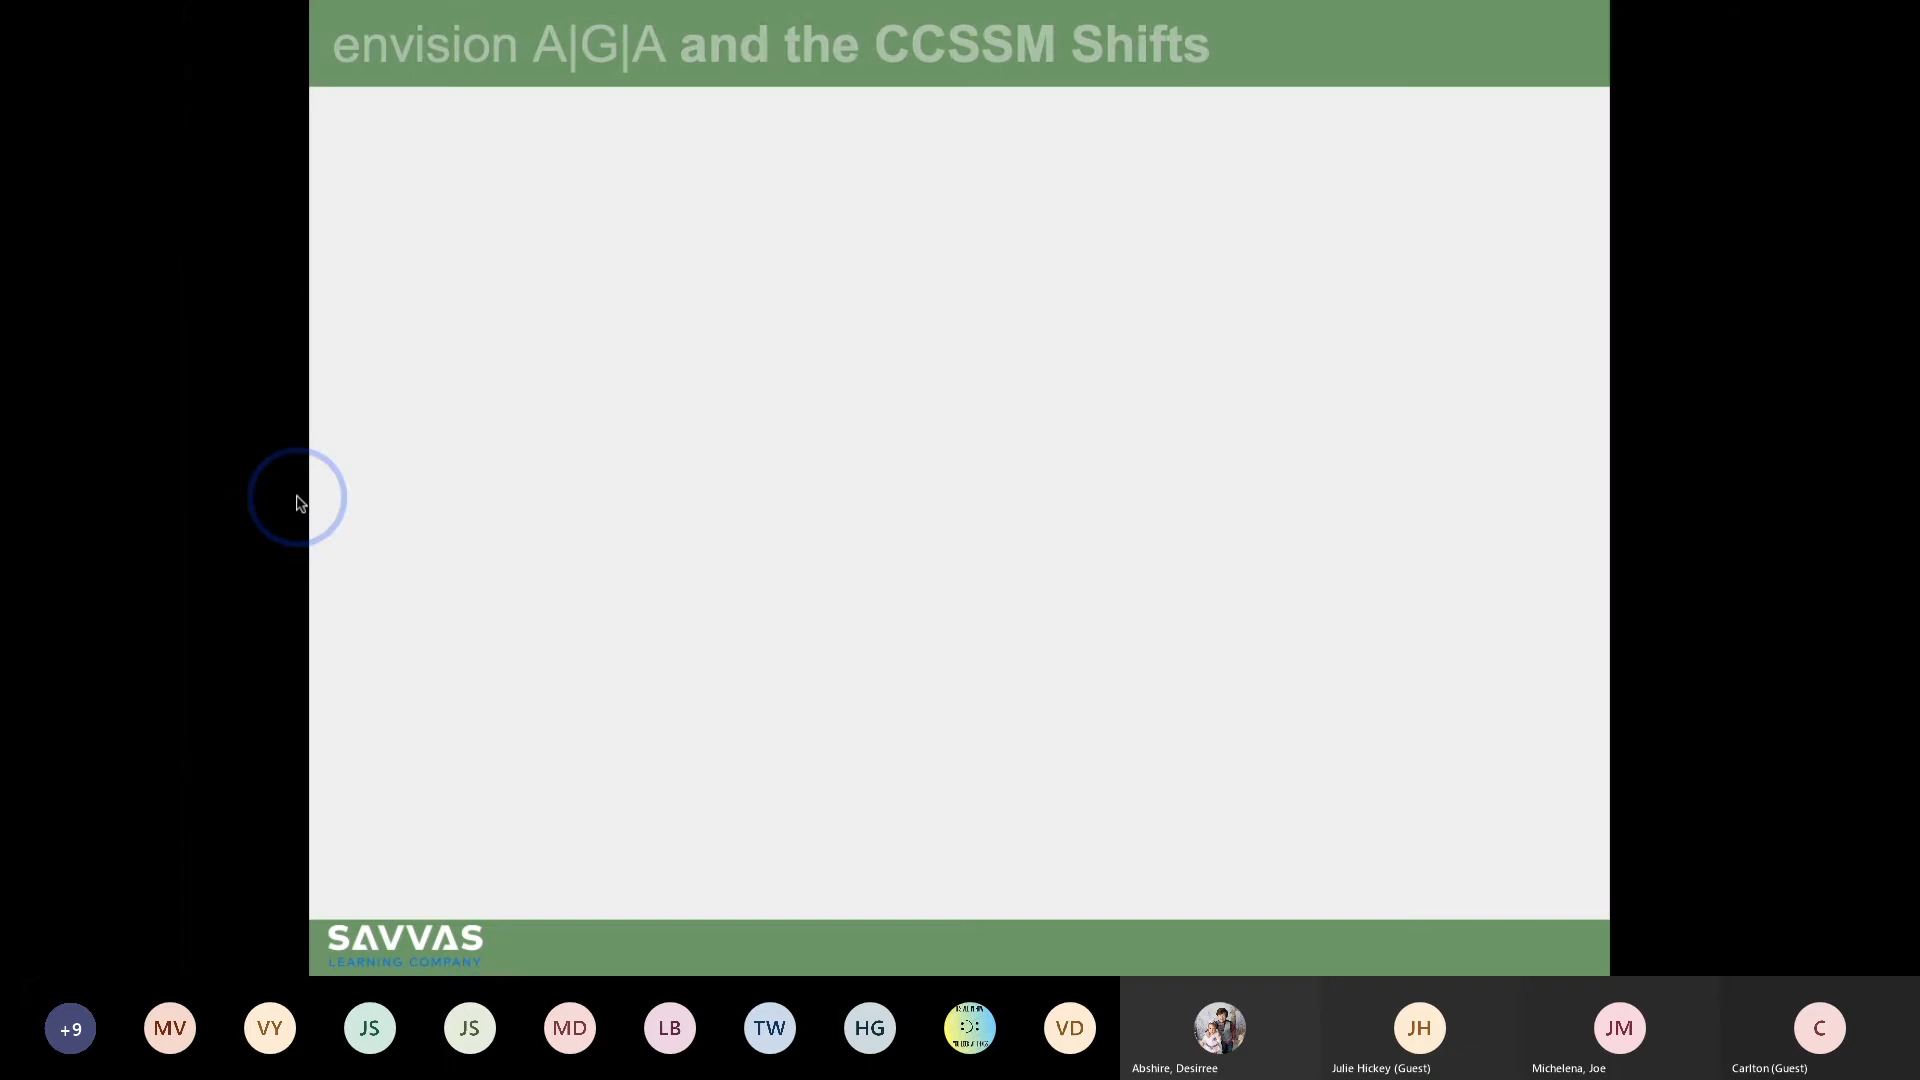 envision A|G|A and the CCSSM Shifts
SAVVAS
LEARNING COMPANY
+9
MV
VY
JS
JS
MD
LB
TW
HG
:):
VD
JH
JM
C
Abshire, Desirree
Julie Hickey (Guest)
Michelena, Joe
Carlton (Guest)